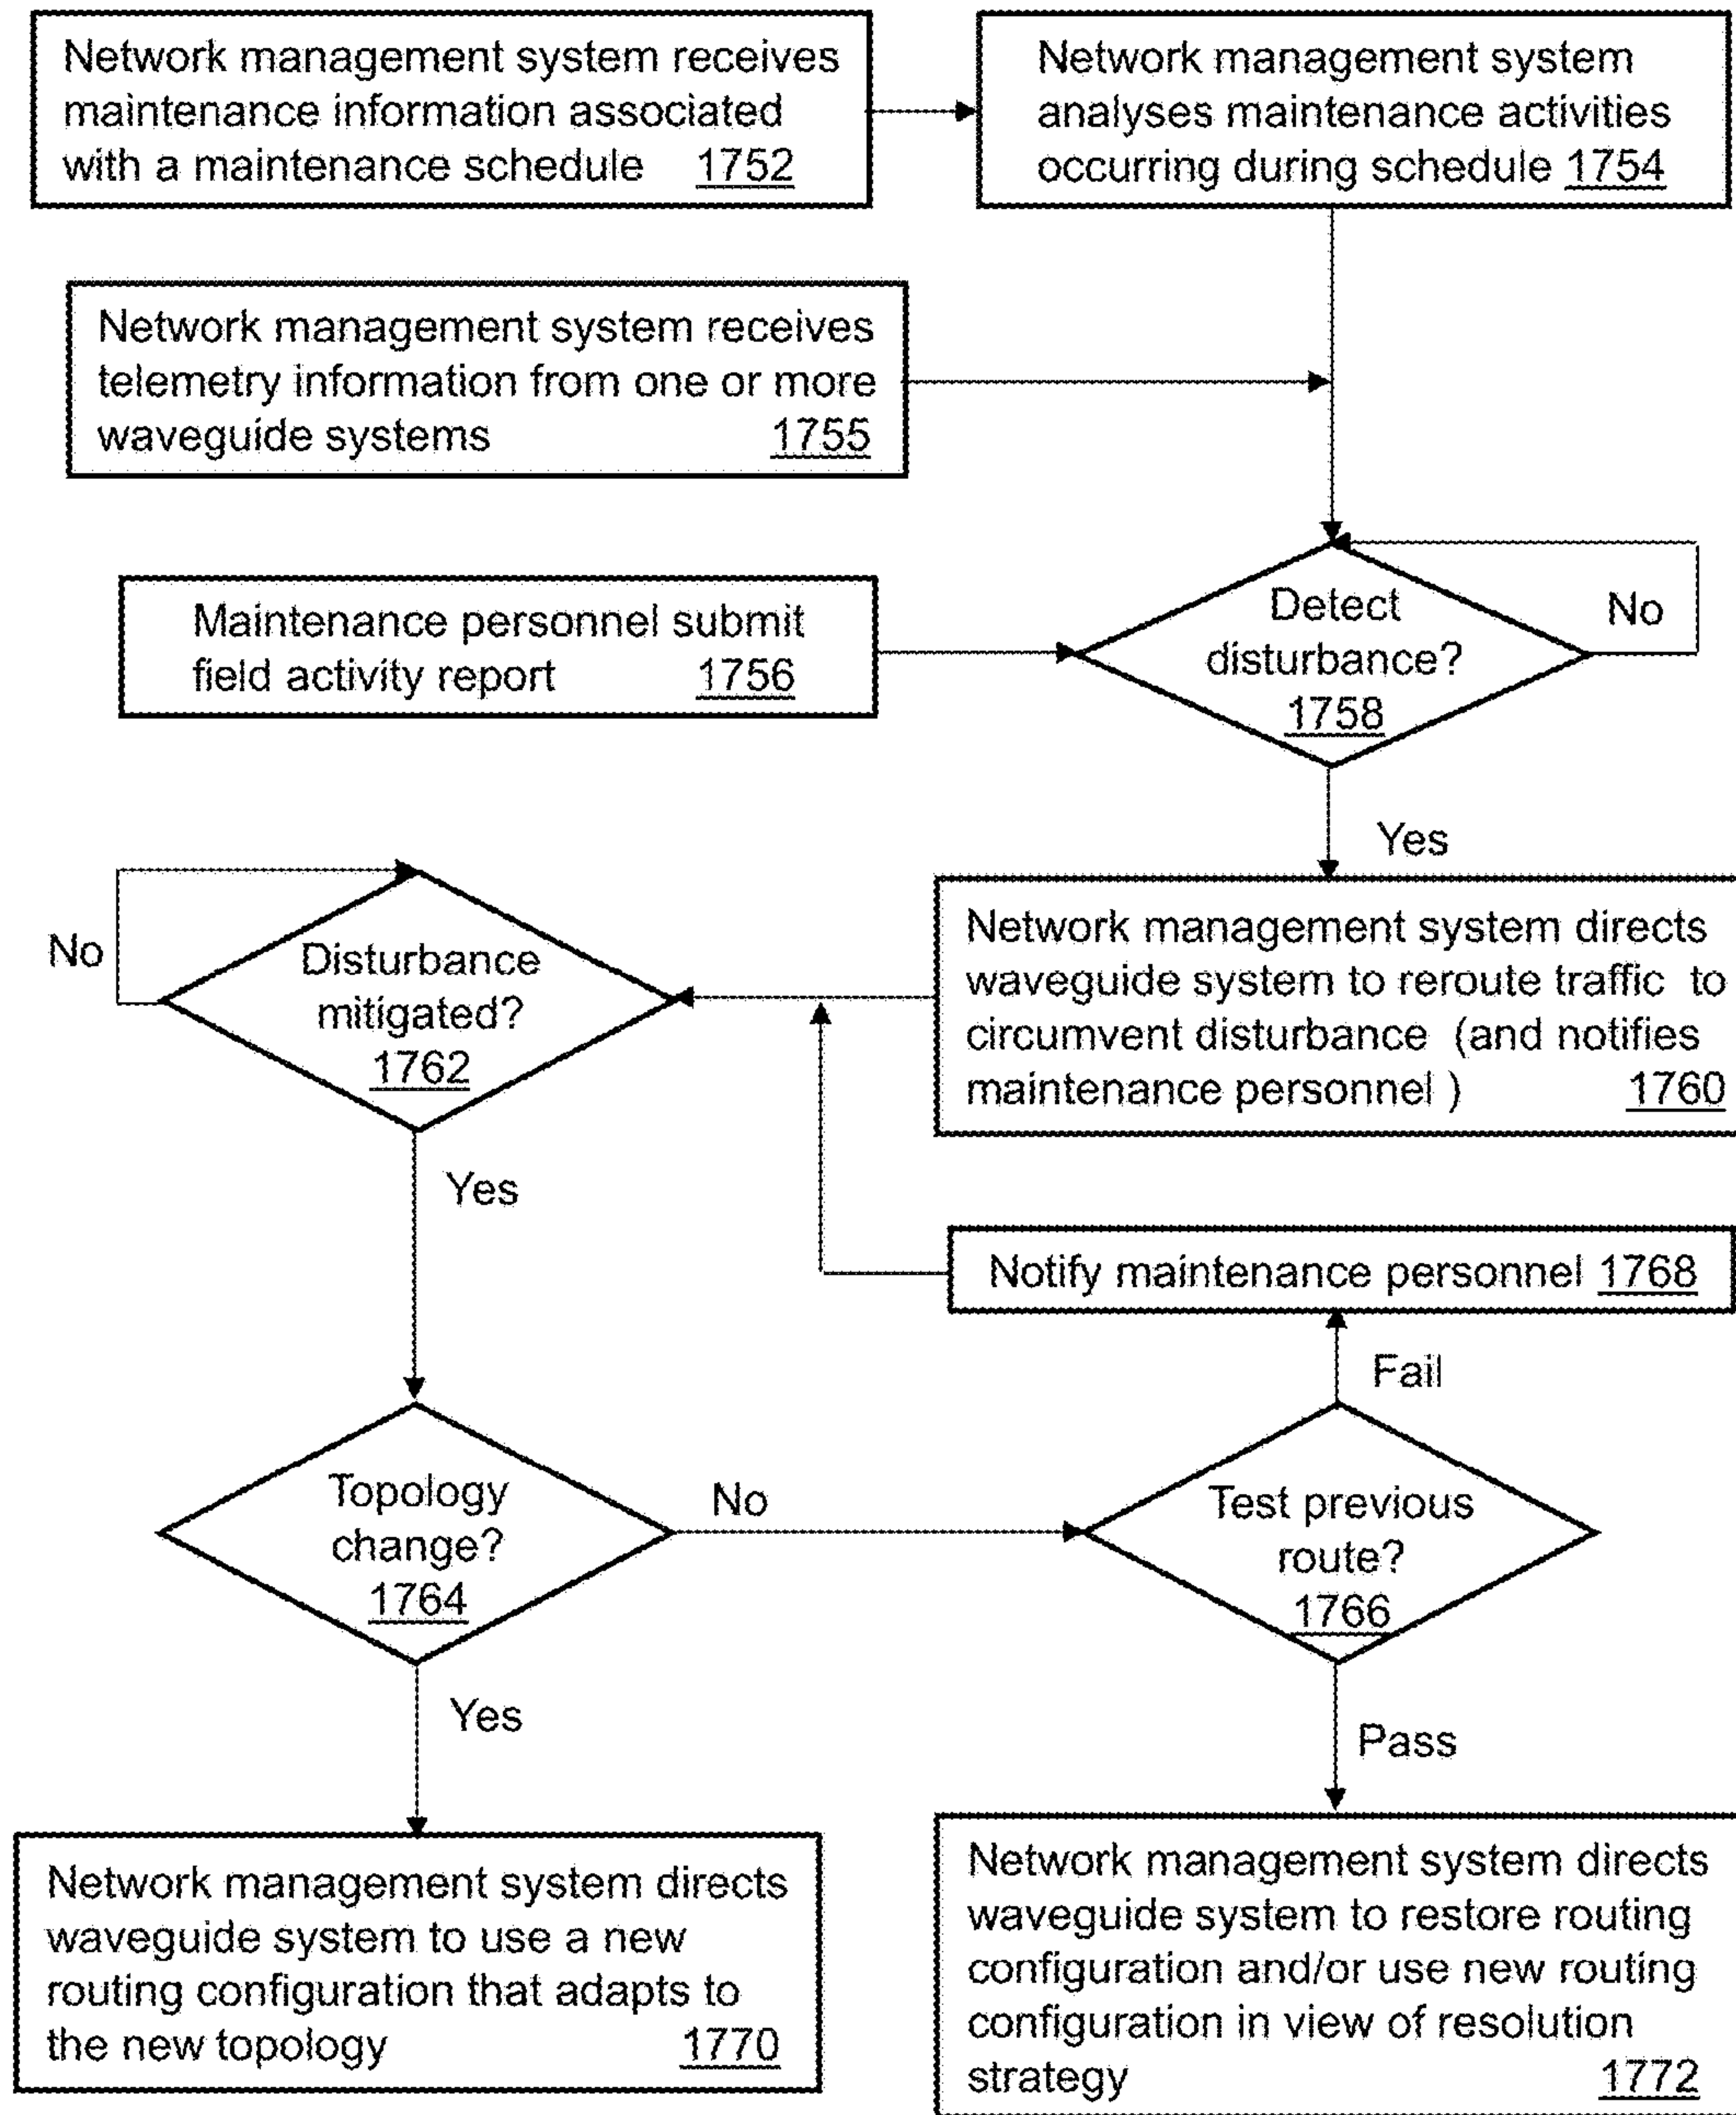 Network management system receives
maintenance information associated
with a maintenance schedule 1752
Network management system
analyses maintenance activities
occurring during schedule 1754
Network management system receives
telemetry information from one or more
waveguide systems 1755
Maintenance personnel submit
field activity report 1756
Detect
disturbance?
1758
No
Yes
Network management system directs
waveguide system to reroute traffic to
circumvent disturbance (and notifies
maintenance personnel ) 1760
No
Disturbance
mitigated?
1762
Yes
Notify maintenance personnel 1768
Fail
Topology
change?
1764
No
Test previous
route?
1766
Yes
Pass
Network management system directs
waveguide system to use a new
routing configuration that adapts to
the new topology 1770
Network management system directs
waveguide system to restore routing
configuration and/or use new routing
configuration in view of resolution
strategy 1772